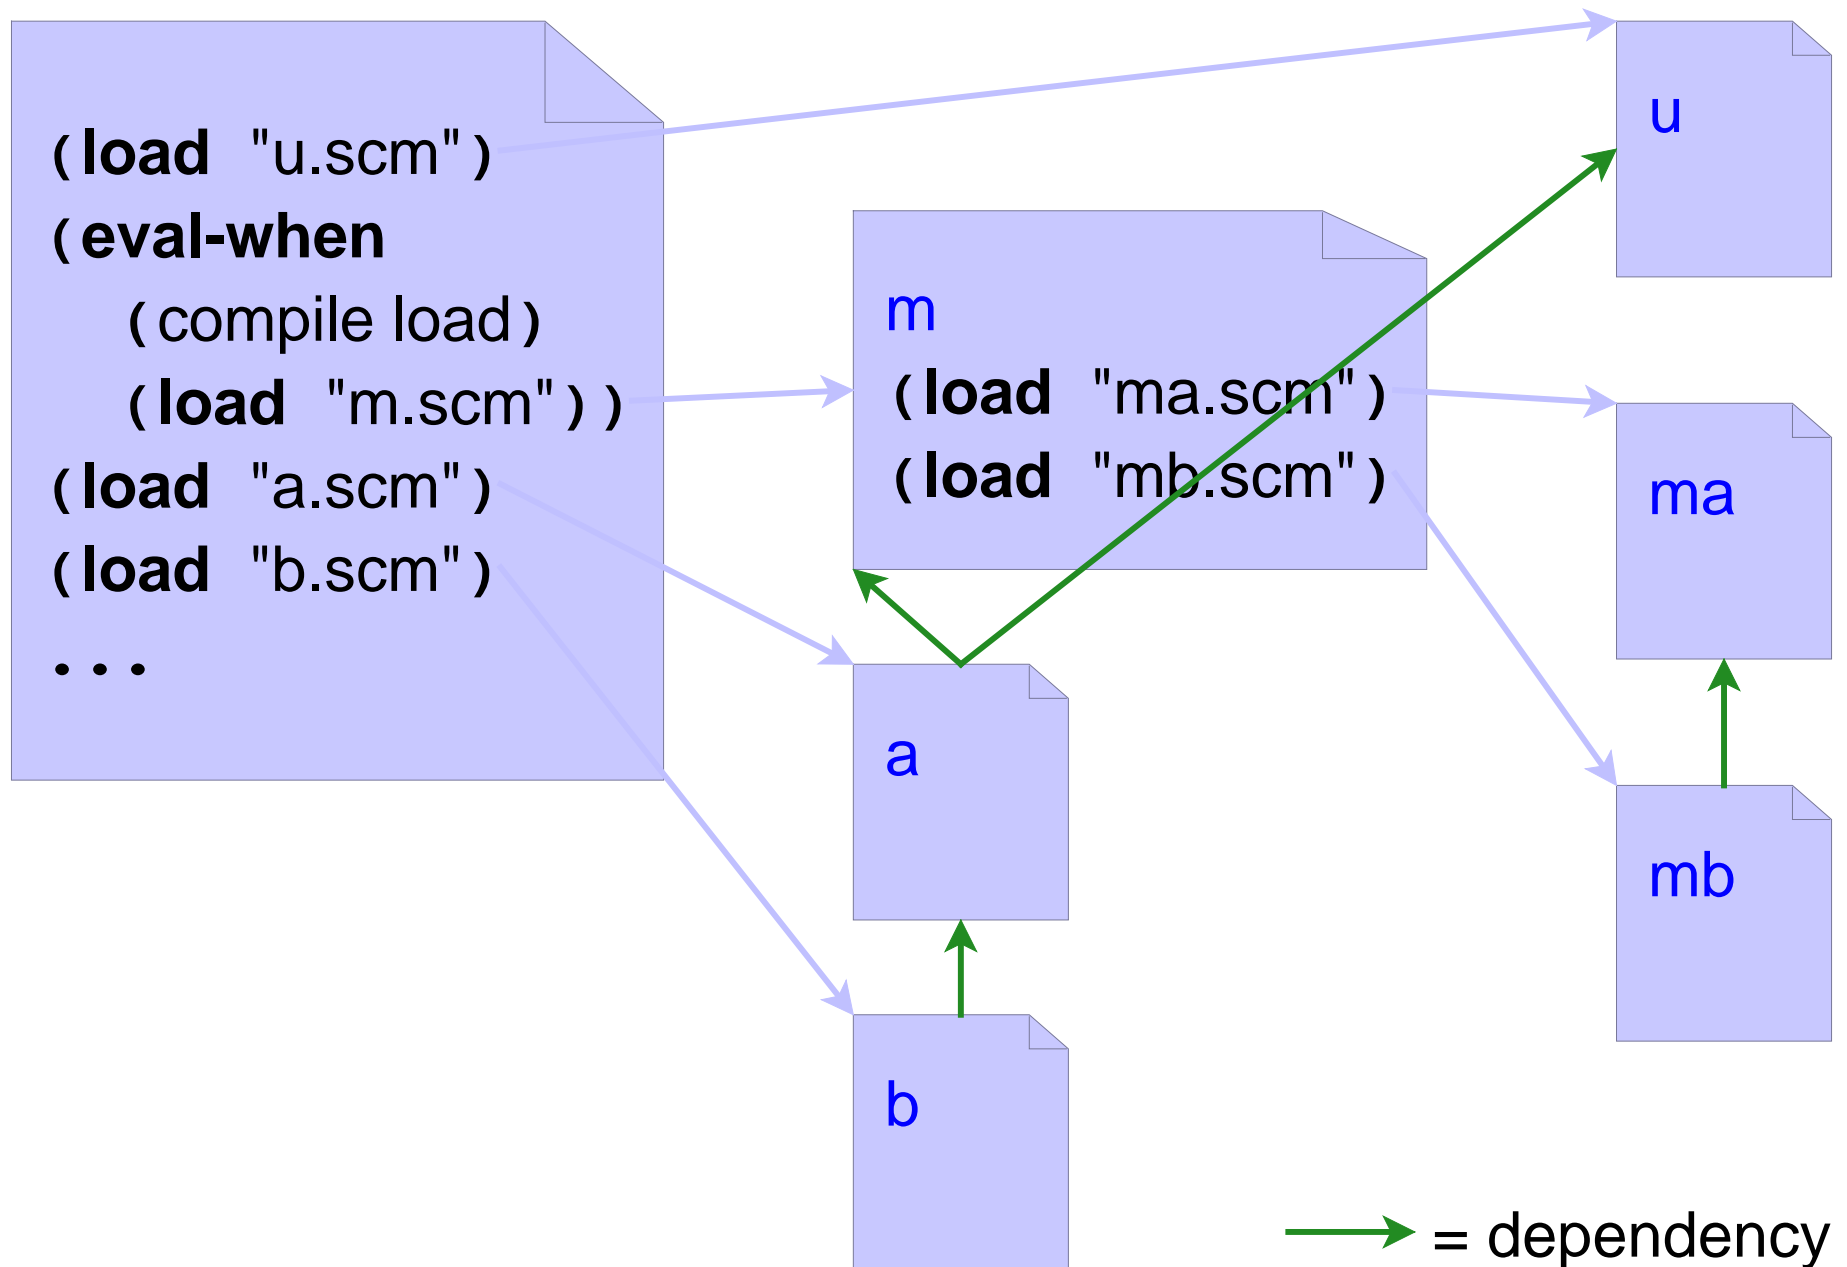 (load "u.scm")
(eval-when
(compile load)
(load "m.scm"))
(load "a.scm")
(load "b.scm")
...
m
(load "ma.scm")
(load "mb.scm")
u
ma
mb
a
b
= dependency